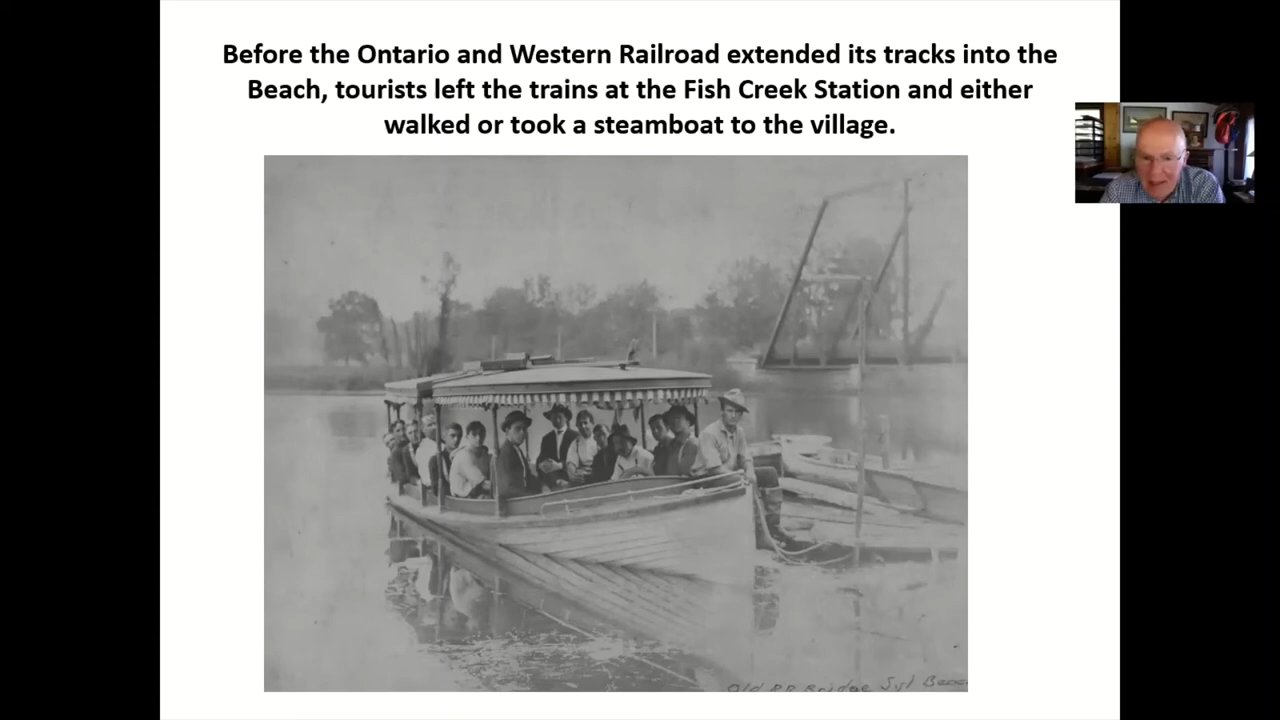 Before the Ontario and Western Railroad extended its tracks into the
Beach, tourists left the trains at the Fish Creek Station and either
walked or took a steamboat to the village.
Old RR Bridge Syl Beac